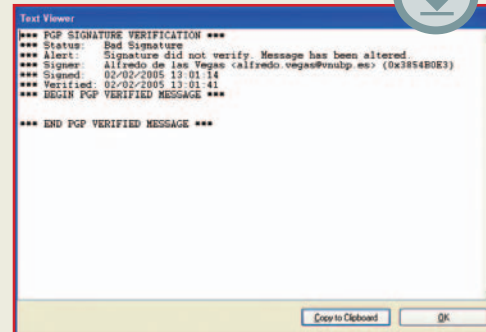 Text Viewer
*** PGP SIGNATURE VERIFICATION ***
*** Status: Bad Signature
*** Alert: Signature did not verify. Message has been altered.
*** Signer: Alfredo de las Vegas <alfredo.vegas@vnubp.es> (0x3854B0E3)
*** Signed: 02/02/2005 13:01:14
*** Verified: 02/02/2005 13:01:41
*** BEGIN PGP VERIFIED MESSAGE ***
*** END PGP VERIFIED MESSAGE ***
Copy to Clipboard OK